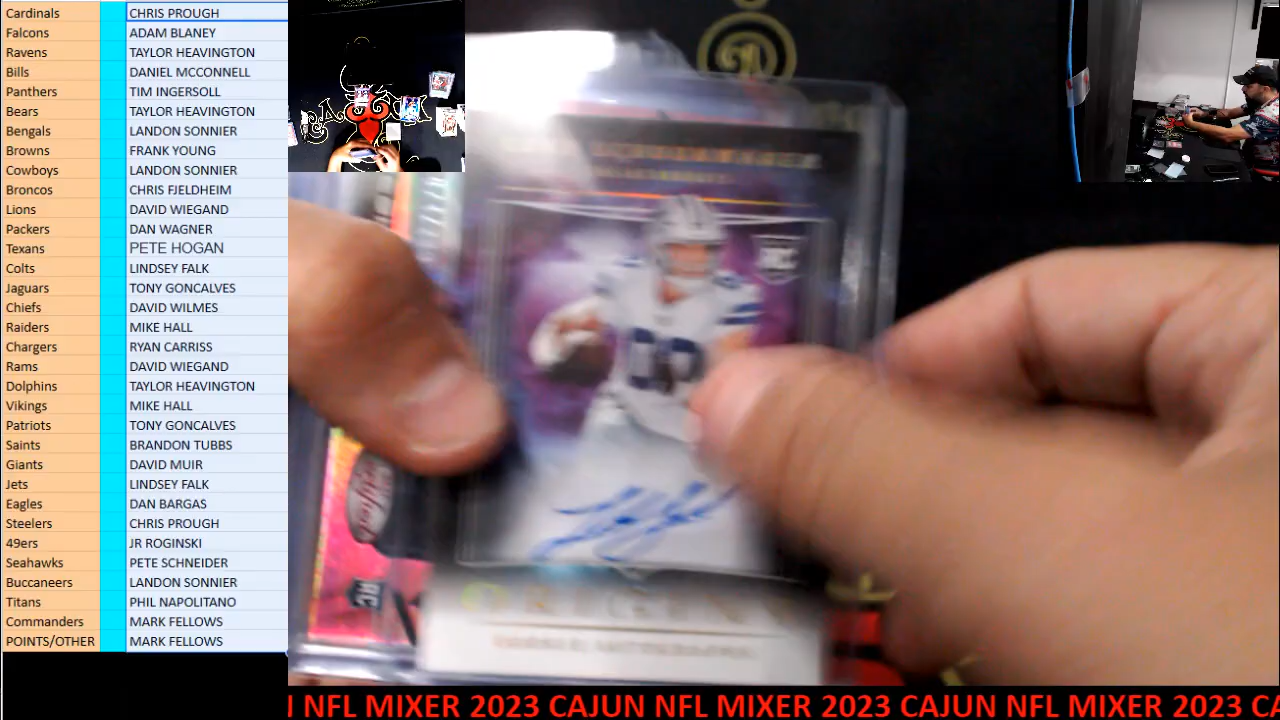 Cardinals CHRIS PROUGH
Falcons ADAM BLANEY
Ravens TAYLOR HEAVINGTON
Bills DANIEL MCCONNELL
Panthers TIM INGERSOLL
Bears TAYLOR HEAVINGTON
Bengals LANDON SONNIER
Browns FRANK YOUNG
Cowboys LANDON SONNIER
Broncos CHRIS FJELDHEIM
Lions DAVID WIEGAND
Packers DAN WAGNER
Texans PETE HOGAN
Colts LINDSEY FALK
Jaguars TONY GONCALVES
Chiefs DAVID WILMES
Raiders MIKE HALL
Chargers RYAN CARRISS
Rams DAVID WIEGAND
Dolphins TAYLOR HEAVINGTON
Vikings MIKE HALL
Patriots TONY GONCALVES
Saints BRANDON TUBBS
Giants DAVID MUIR
Jets LINDSEY FALK
Eagles DAN BARGAS
Steelers CHRIS PROUGH
49ers JR ROGINSKI
Seahawks PETE SCHNEIDER
Buccaneers LANDON SONNIER
Titans PHIL NAPOLITANO
Commanders MARK FELLOWS
POINTS/OTHER MARK FELLOWS
RC
NFL MIXER 2023 CAJUN NFL MIXER 2023 CAJUN NFL MIXER 2023 CA